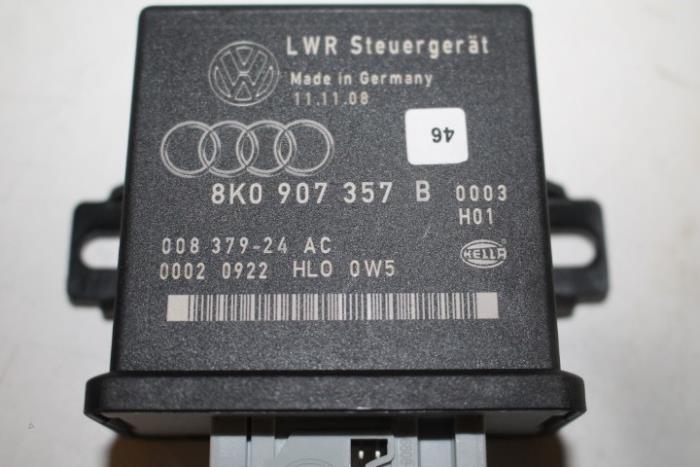 LWR Steuergerät
Made in Germany
11.11.08
46
8K0 907 357 B 0003
H01
008 379-24 AC
0002 0922 HLO 0W5
HELLA